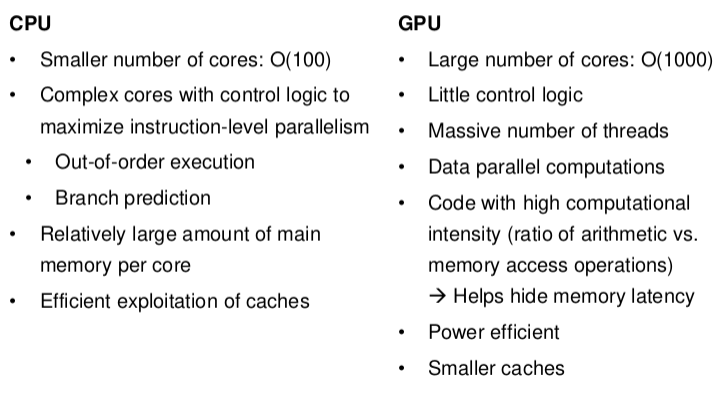 CPU
• Smaller number of cores: O(100)
• Complex cores with control logic to
maximize instruction-level parallelism
• Out-of-order execution
• Branch prediction
• Relatively large amount of main
memory per core
• Efficient exploitation of caches
GPU
• Large number of cores: O(1000)
• Little control logic
• Massive number of threads
• Data parallel computations
• Code with high computational
intensity (ratio of arithmetic vs.
memory access operations)
→ Helps hide memory latency
• Power efficient
• Smaller caches